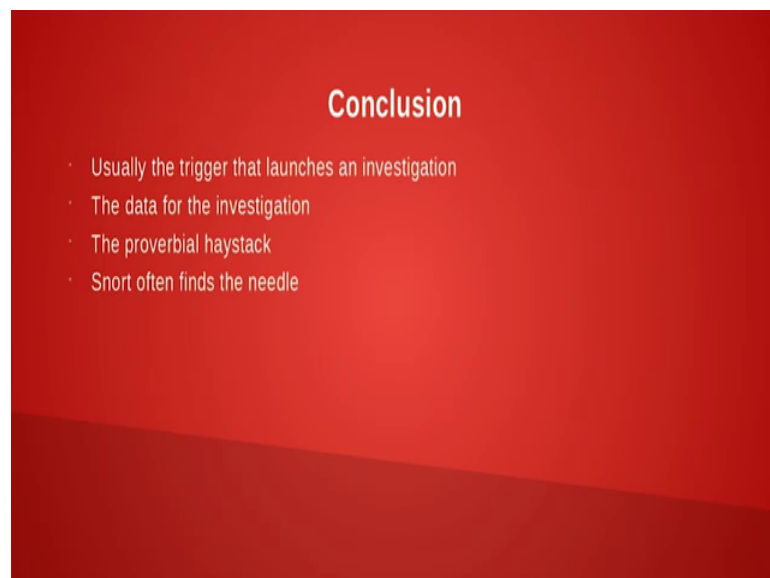 Conclusion
Usually the trigger that launches an investigation
The data for the investigation
The proverbial haystack
Snort often finds the needle